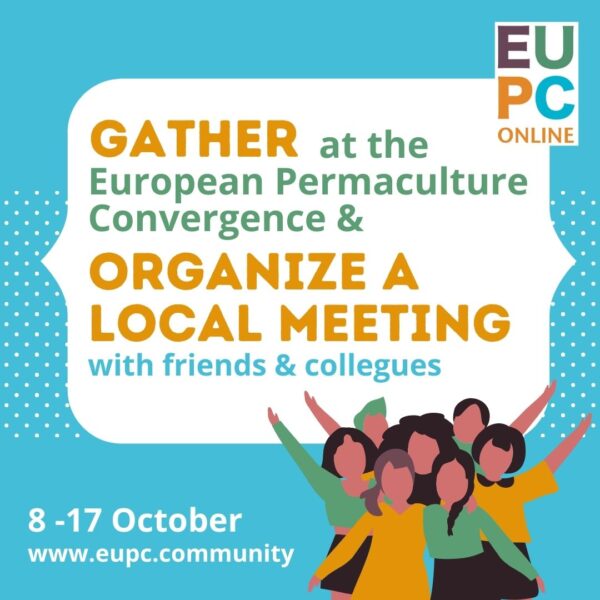 EU
PC
ONLINE
GATHER at the
European Permaculture
Convergence &
ORGANIZE A
LOCAL MEETING
with friends & collegues
8 -17 October
www.eupc.community